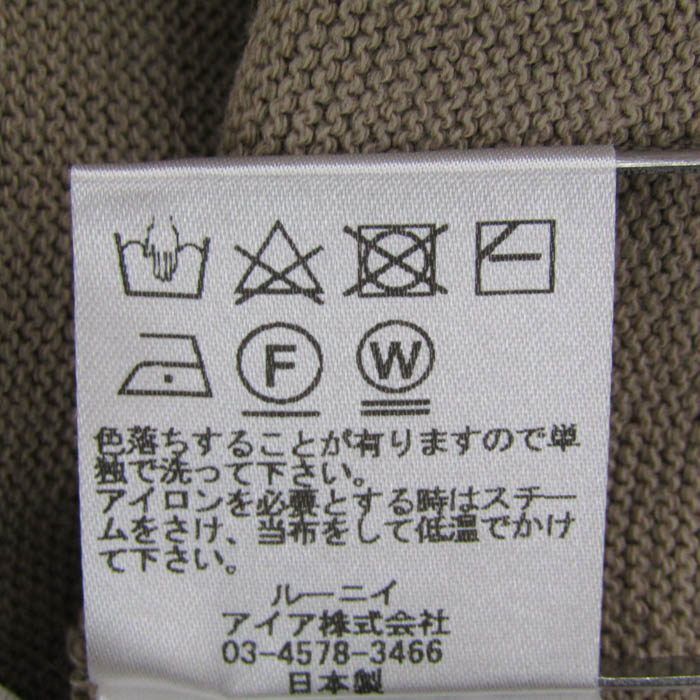 F W
色落ちすることが有りますので単
独で洗って下さい。
アイロンを必要とする時はスチー
ムをさけ、当布をして低温でかけ
て下さい。
ルーニィ
アイア株式会社
03-4578-3466
日本製